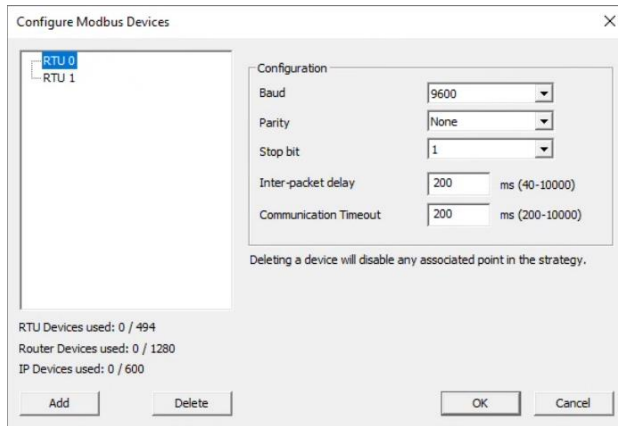 Configure Modbus Devices
RTU 0
RTU 1
Configuration
Baud 9600
Parity None
Stop bit 1
Inter-packet delay 200 ms (40-10000)
Communication Timeout 200 ms (200-10000)
Deleting a device will disable any associated point in the strategy.
RTU Devices used: 0 / 494
Router Devices used: 0 / 1280
IP Devices used: 0 / 600
Add Delete OK Cancel